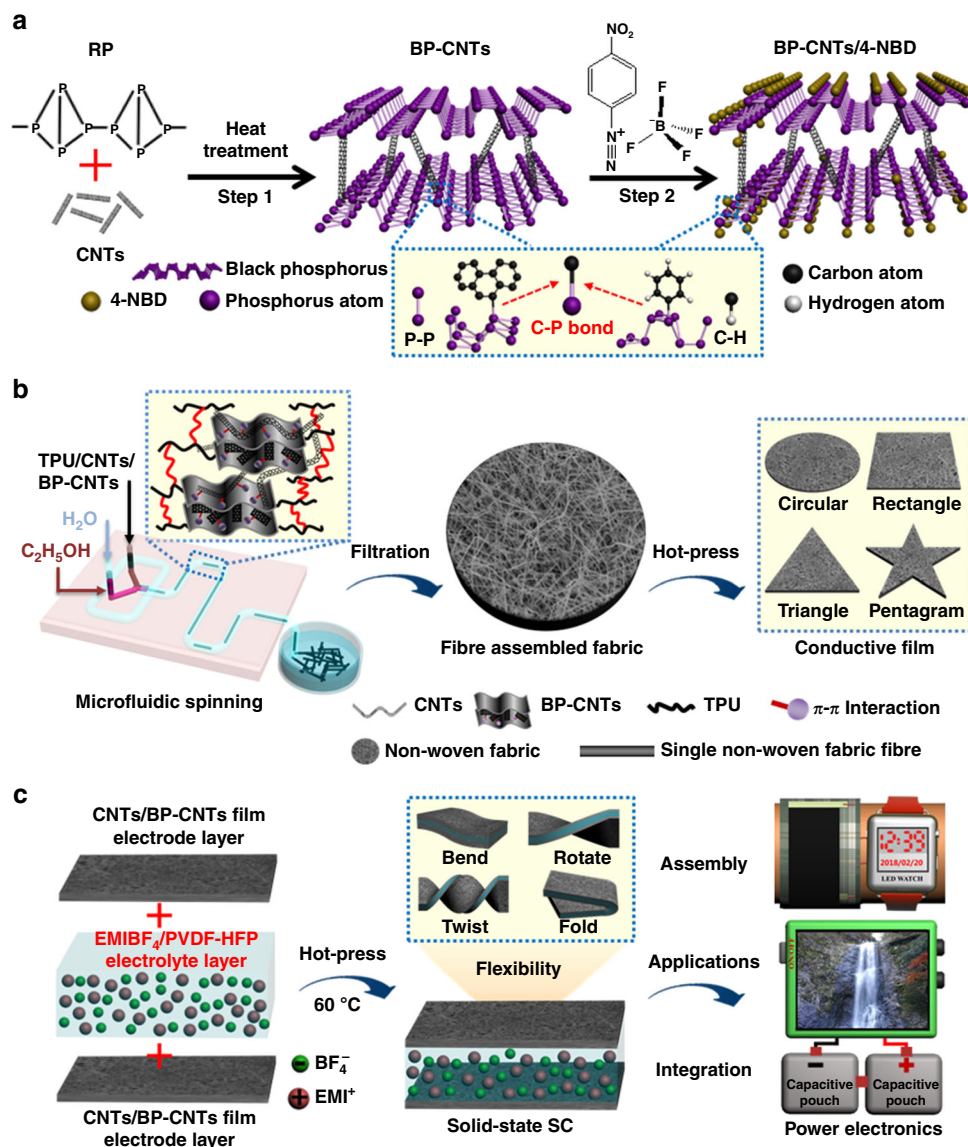 a
RP
P
P
P
P
P
P
P
P
CNTs
Heat
treatment
Step 1
BP-CNTs
NO₂
N⁺
N
F
B⁻
F
F
F
Step 2
BP-CNTs/4-NBD
Black phosphorus
4-NBD
Phosphorus atom
P-P
C-P bond
C-H
Carbon atom
Hydrogen atom
b
TPU/CNTs/
BP-CNTs
H₂O
C₂H₅OH
Microfluidic spinning
Filtration
Fibre assembled fabric
Hot-press
Circular
Rectangle
Triangle
Pentagram
Conductive film
CNTs
BP-CNTs
TPU
π-π Interaction
Non-woven fabric
Single non-woven fabric fibre
c
CNTs/BP-CNTs film
electrode layer
EMIBF₄/PVDF-HFP
electrolyte layer
CNTs/BP-CNTs film
electrode layer
BF₄⁻
EMI⁺
Hot-press
60 °C
Bend
Rotate
Twist
Fold
Flexibility
Solid-state SC
Assembly
Applications
Integration
12:39
2018/02/20
LED WATCH
ON/OFF
Capacitive
pouch
Capacitive
pouch
Power electronics